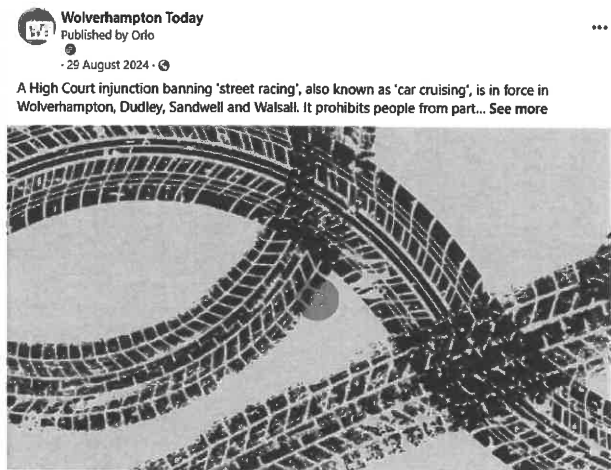 Wolverhampton Today
Published by Orlo
· 29 August 2024 ·
A High Court injunction banning 'street racing', also known as 'car cruising', is in force in
Wolverhampton, Dudley, Sandwell and Walsall. It prohibits people from part... See more